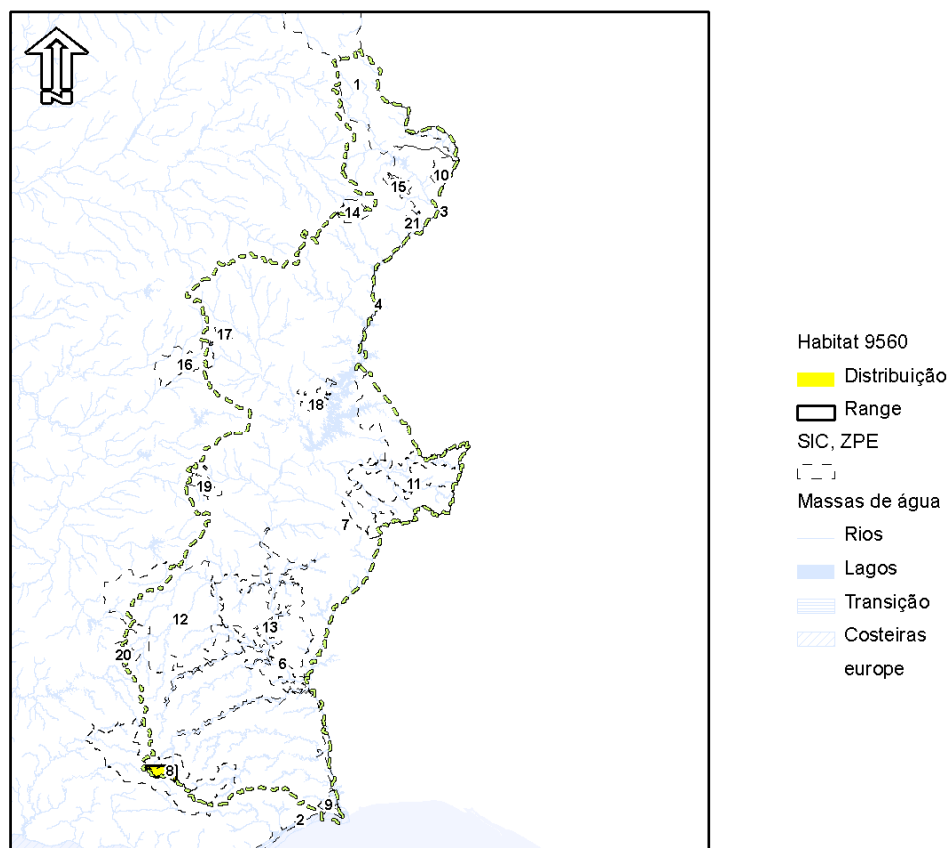 N
1
10
15
14
21
3
4
17
16
18
11
19
7
12
13
20
6
8
9
2
Habitat 9560
Distribuição
Range
SIC, ZPE
Massas de água
Rios
Lagos
Transição
Costeiras
europe